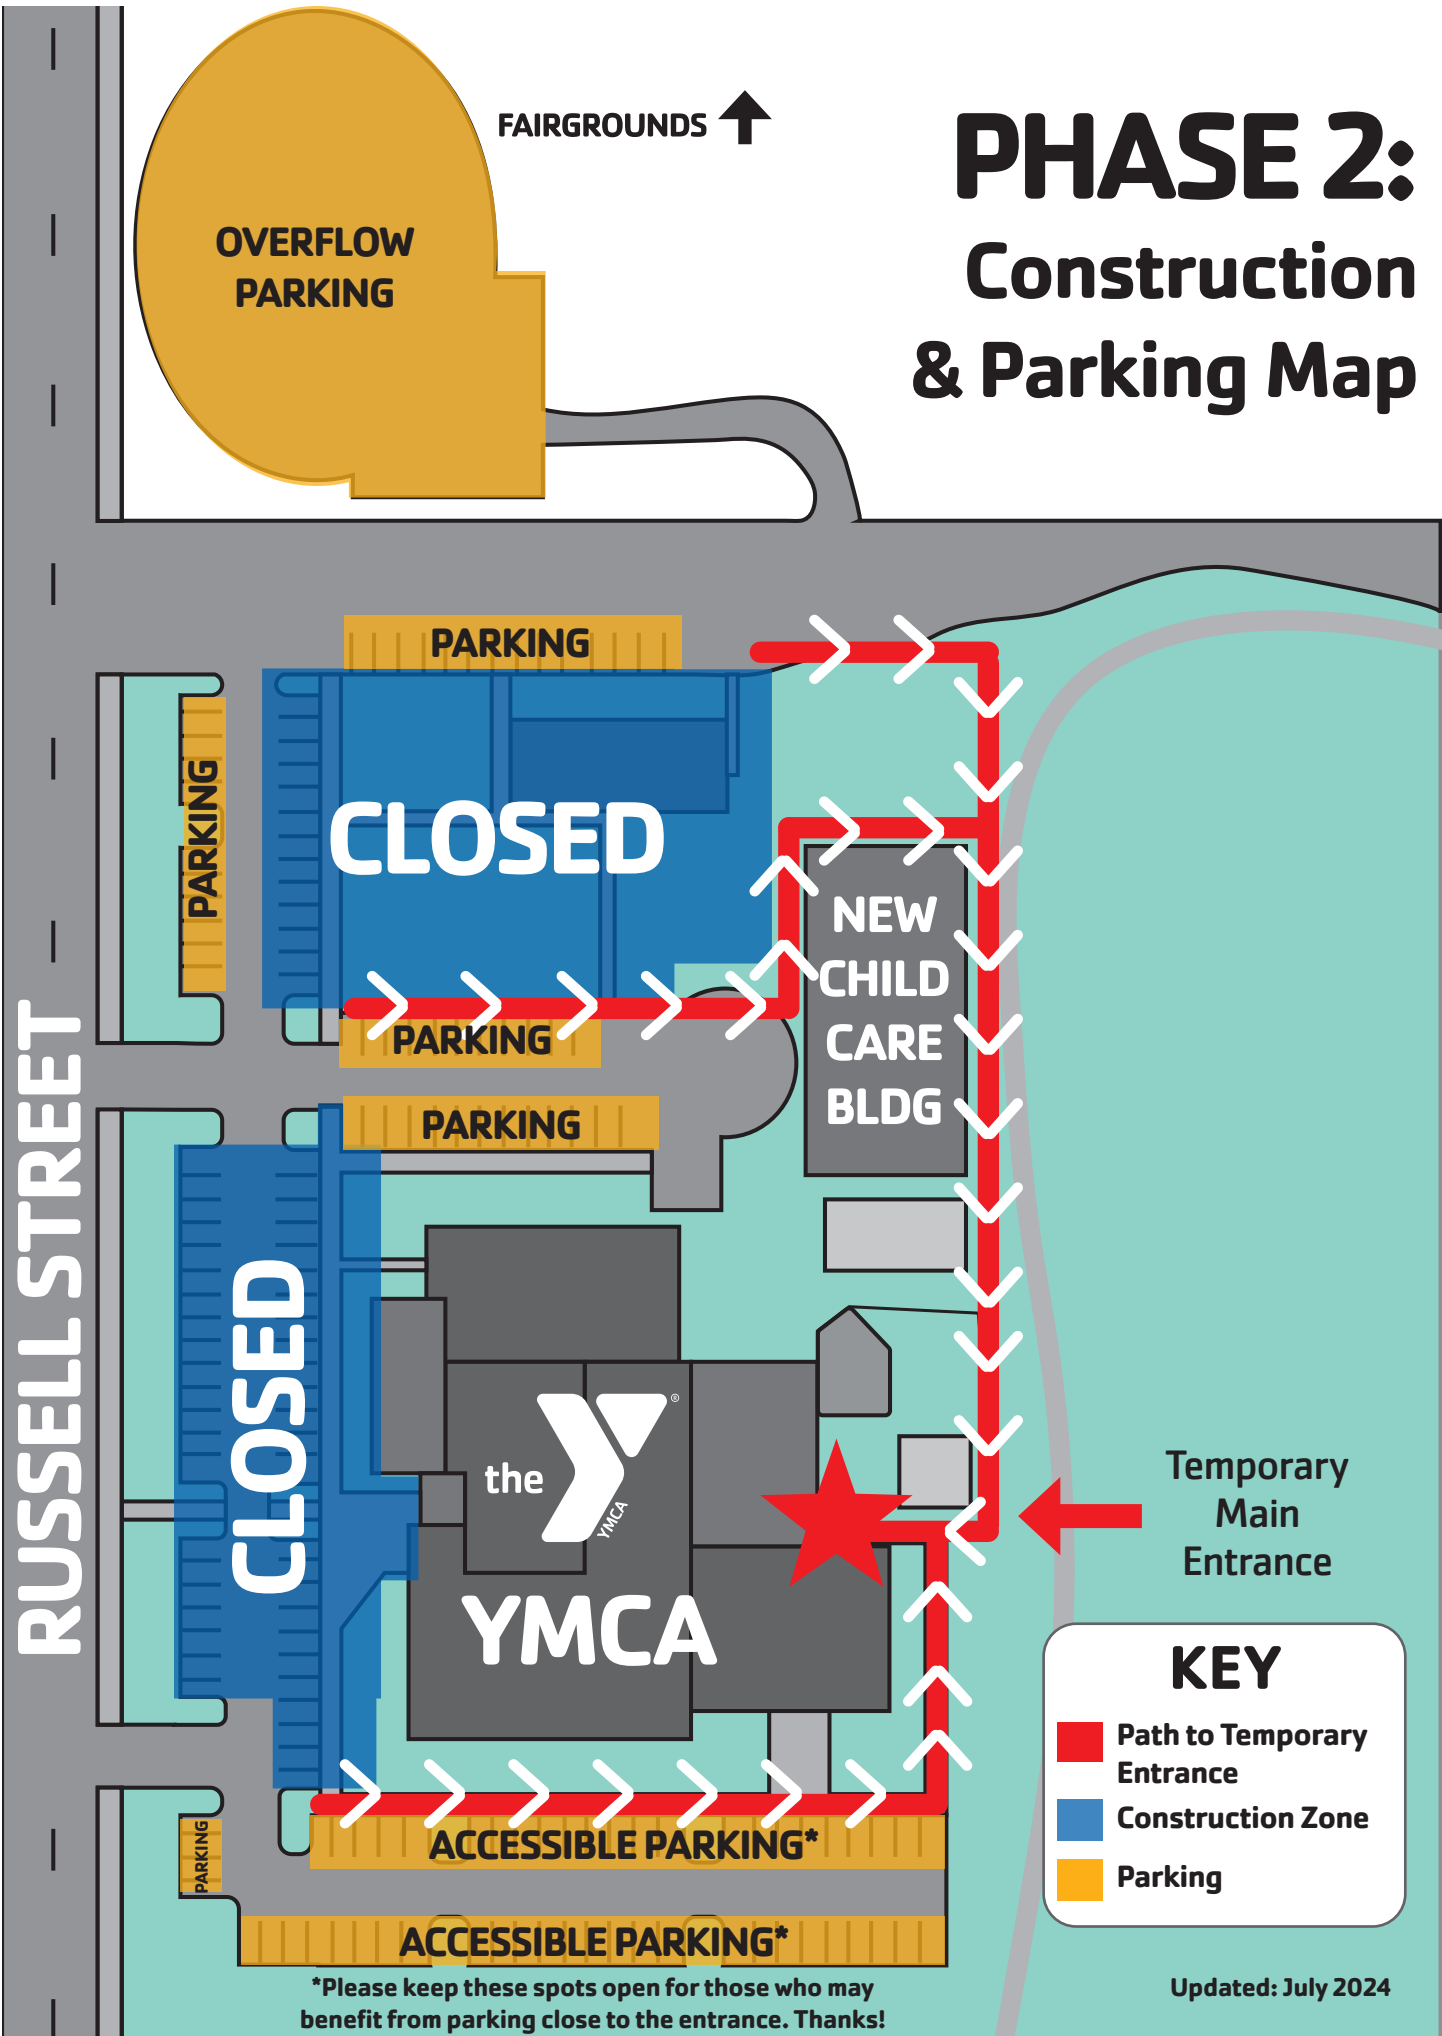 FAIRGROUNDS
PHASE 2:
Construction
& Parking Map
OVERFLOW
PARKING
PARKING
PARKING
CLOSED
NEW
CHILD
CARE
BLDG
PARKING
PARKING
RUSSELL STREET
CLOSED
the
YMCA
®
YMCA
Temporary
Main
Entrance
KEY
Path to Temporary
Entrance
Construction Zone
Parking
PARKING
ACCESSIBLE PARKING*
ACCESSIBLE PARKING*
*Please keep these spots open for those who may
benefit from parking close to the entrance. Thanks!
Updated: July 2024